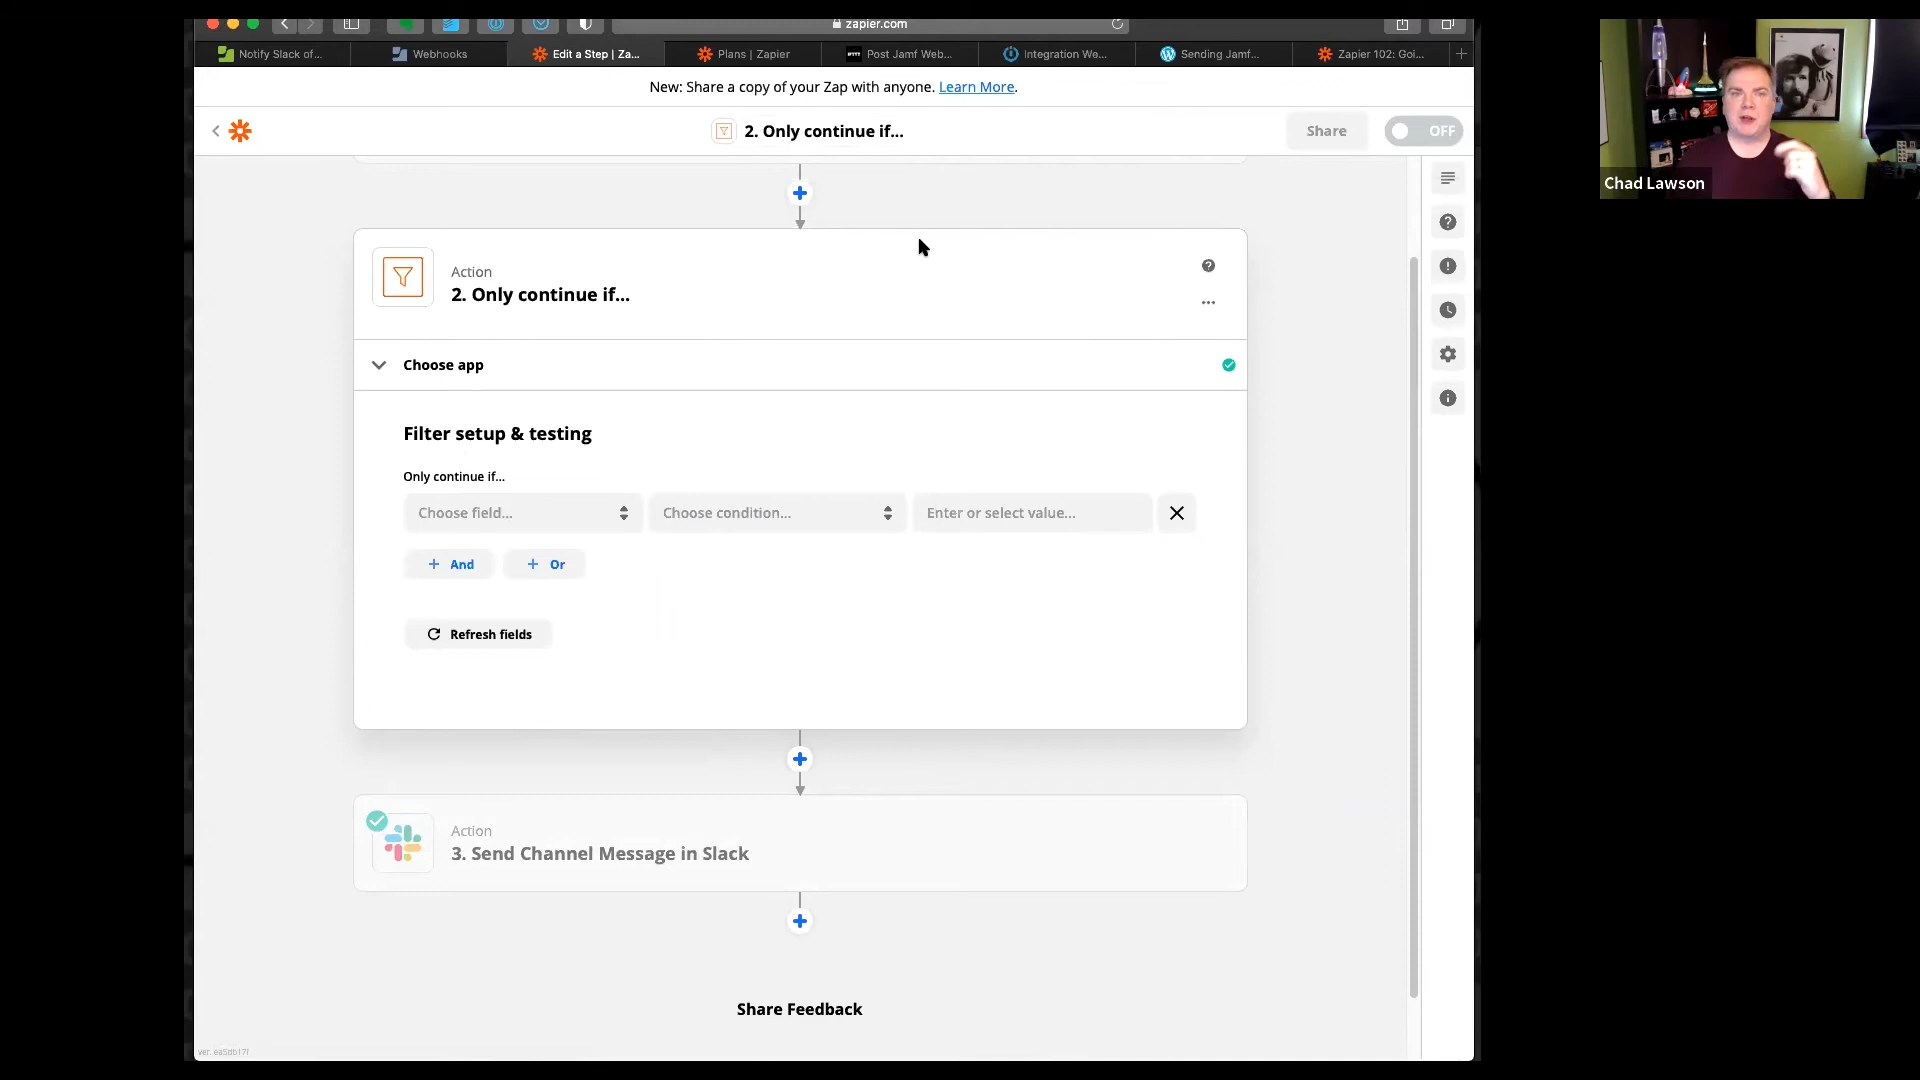 zapier.com
Notify Slack of...
Webhooks
Edit a Step | Za...
Plans | Zapier
Post Jamf Web...
Integration We...
Sending Jamf...
Zapier 102: Goi...
New: Share a copy of your Zap with anyone. Learn More.
2. Only continue if...
Share
OFF
Chad Lawson
Action
2. Only continue if...
Choose app
Filter setup & testing
Only continue if...
Choose field...
Choose condition...
Enter or select value...
+ And
+ Or
Refresh fields
Action
3. Send Channel Message in Slack
Share Feedback